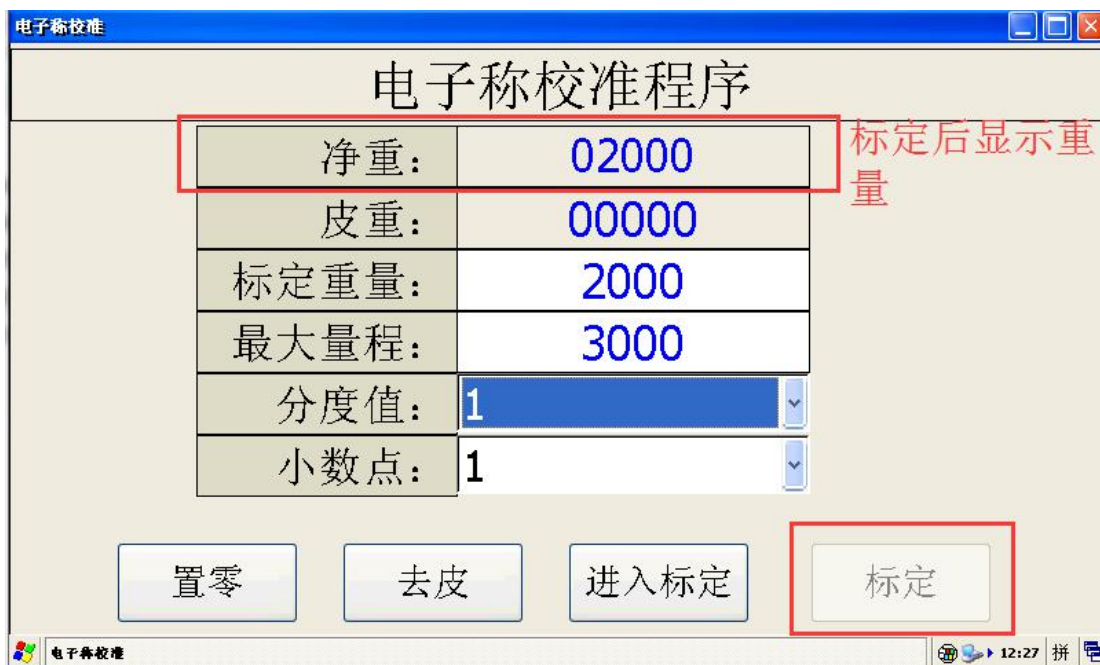 电子称校准
电子称校准程序
净重： 02000
标定后显示重
量
皮重： 00000
标定重量： 2000
最大量程： 3000
分度值： 1
小数点： 1
置零 去皮 进入标定 标定
电子称校准 12:27 拼